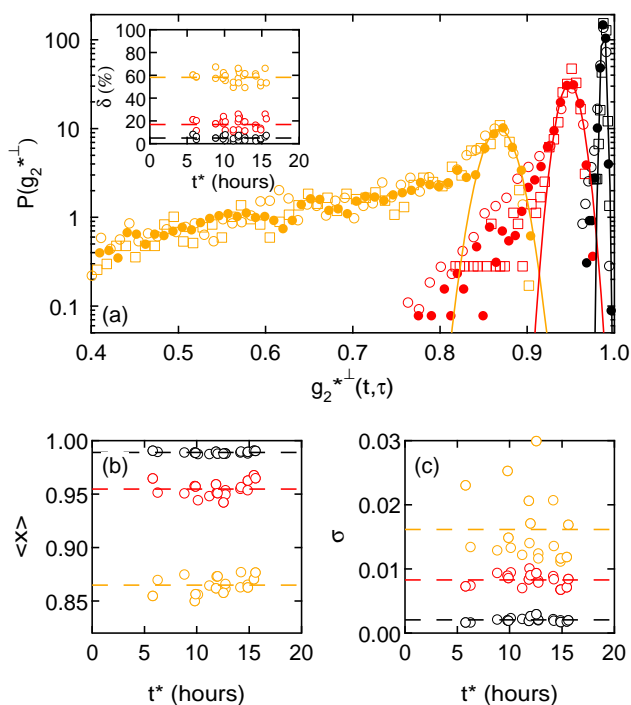 100
10
1
0.1
P(g₂*⊥)
(a)
0.4 0.5 0.6 0.7 0.8 0.9 1.0
g₂*⊥(t,τ)
100
80
60
40
20
0
δ (%)
0 5 10 15 20
t* (hours)
1.00
0.95
0.90
0.85
<x>
(b)
0 5 10 15 20
t* (hours)
0.03
0.02
0.01
0.00
σ
(c)
0 5 10 15 20
t* (hours)